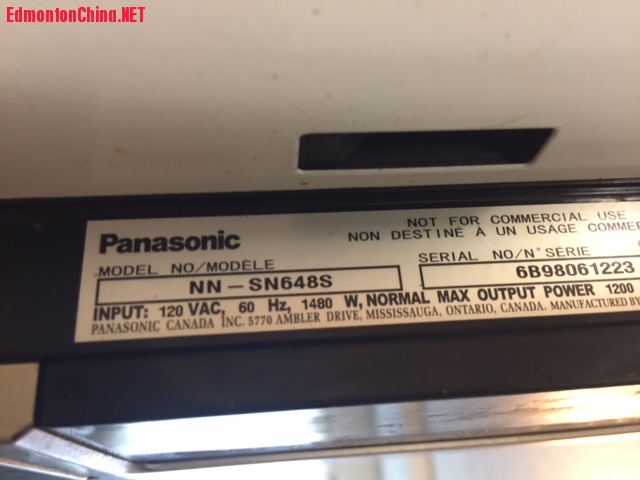 EdmontonChina.NET
Panasonic
NOT FOR COMMERCIAL USE
NON DESTINÉ À UN USAGE
MODEL NO/MODÈLE
SERIAL NO/N° SÉRIE
NN-SN648S
6B98061223
INPUT: 120 VAC, 60 Hz, 1480 W, NORMAL MAX OUTPUT POWER 1200
PANASONIC CANADA INC. 5770 AMBLER DRIVE, MISSISSAUGA, ONTARIO, CANADA. MANUFACTURED BY